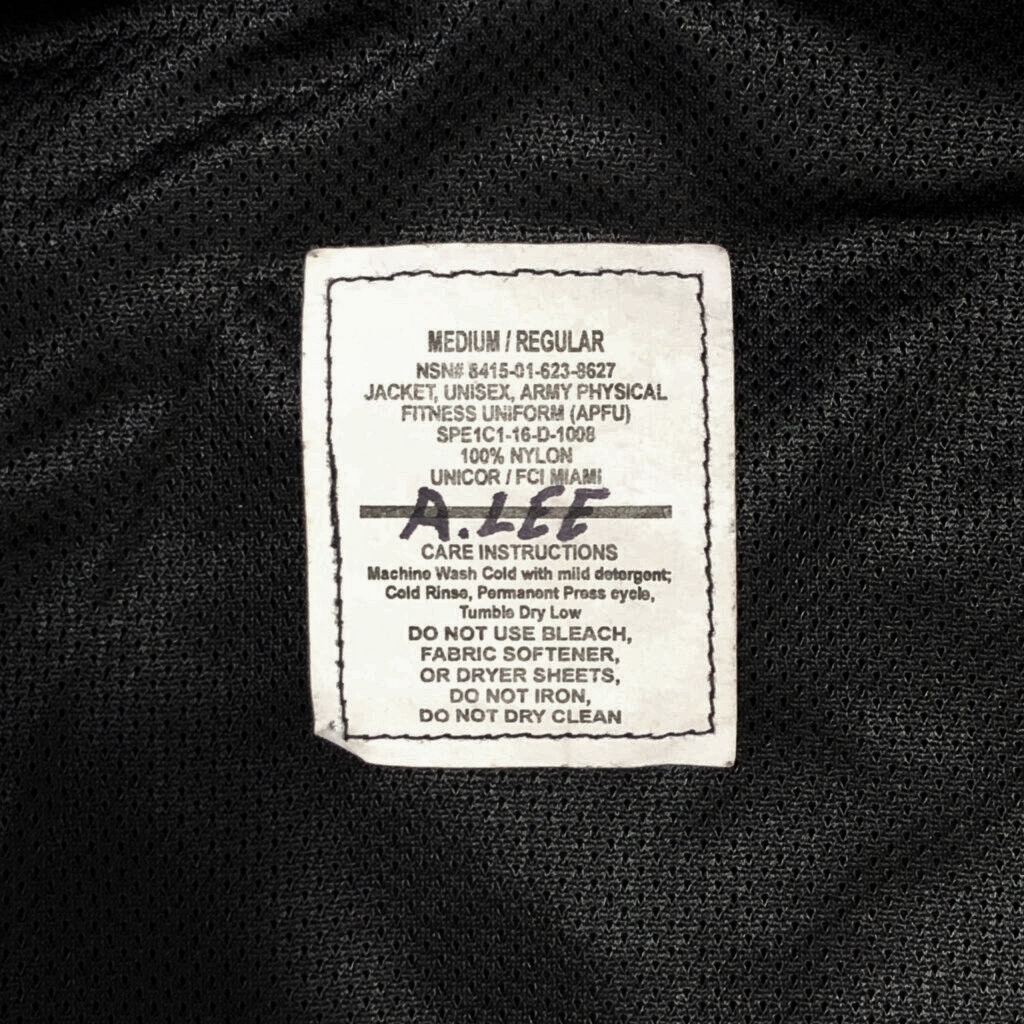 MEDIUM / REGULAR
NSN# 8415-01-623-8627
JACKET, UNISEX, ARMY PHYSICAL
FITNESS UNIFORM (APFU)
SPE1C1-16-D-1008
100% NYLON
UNICOR / FCI MIAMI
A.LEE
CARE INSTRUCTIONS
Machine Wash Cold with mild detergent;
Cold Rinse, Permanent Press cycle,
Tumble Dry Low
DO NOT USE BLEACH,
FABRIC SOFTENER,
OR DRYER SHEETS,
DO NOT IRON,
DO NOT DRY CLEAN